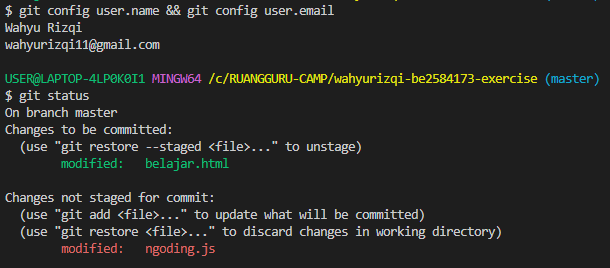 $ git config user.name && git config user.email
Wahyu Rizqi
wahyurizqi11@gmail.com
USER@LAPTOP-4LP0K0I1 MINGW64 /c/RUANGGURU-CAMP/wahyurizqi-be2584173-exercise (master)
$ git status
On branch master
Changes to be committed:
  (use "git restore --staged <file>..." to unstage)
        modified:   belajar.html
Changes not staged for commit:
  (use "git add <file>..." to update what will be committed)
  (use "git restore <file>..." to discard changes in working directory)
        modified:   ngoding.js